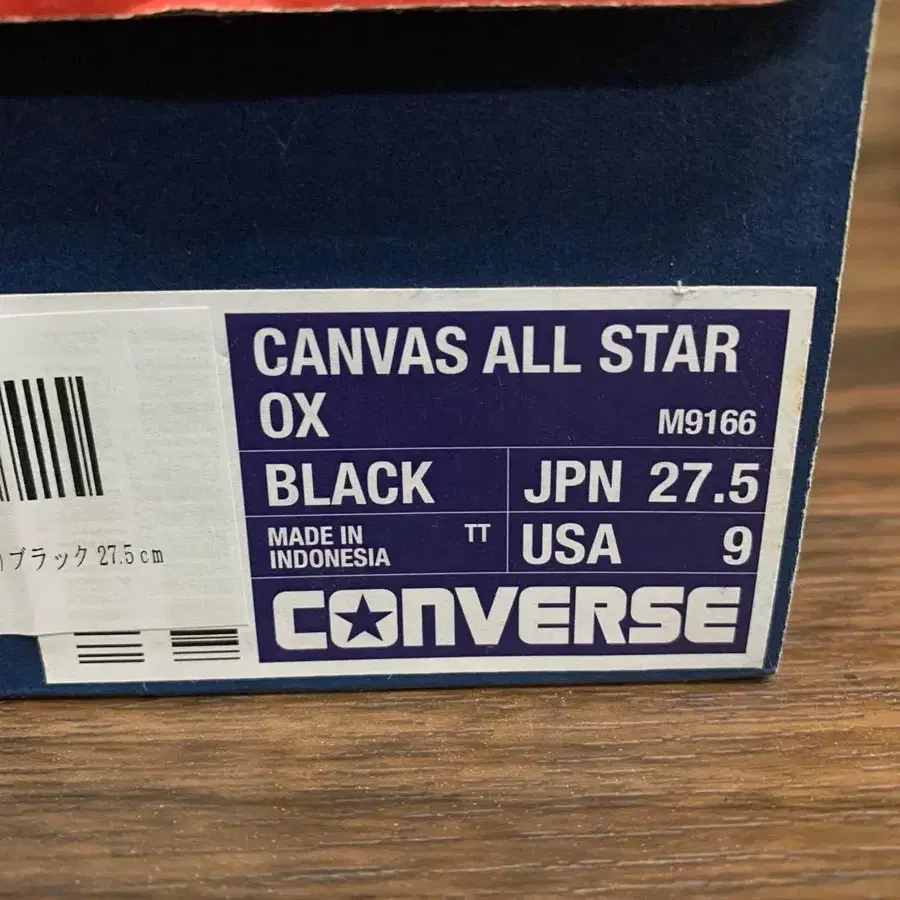 CANVAS ALL STAR
OX M9166
BLACK JPN 27.5
MADE IN INDONESIA TT USA 9
CONVERSE
)ブラック 27.5cm